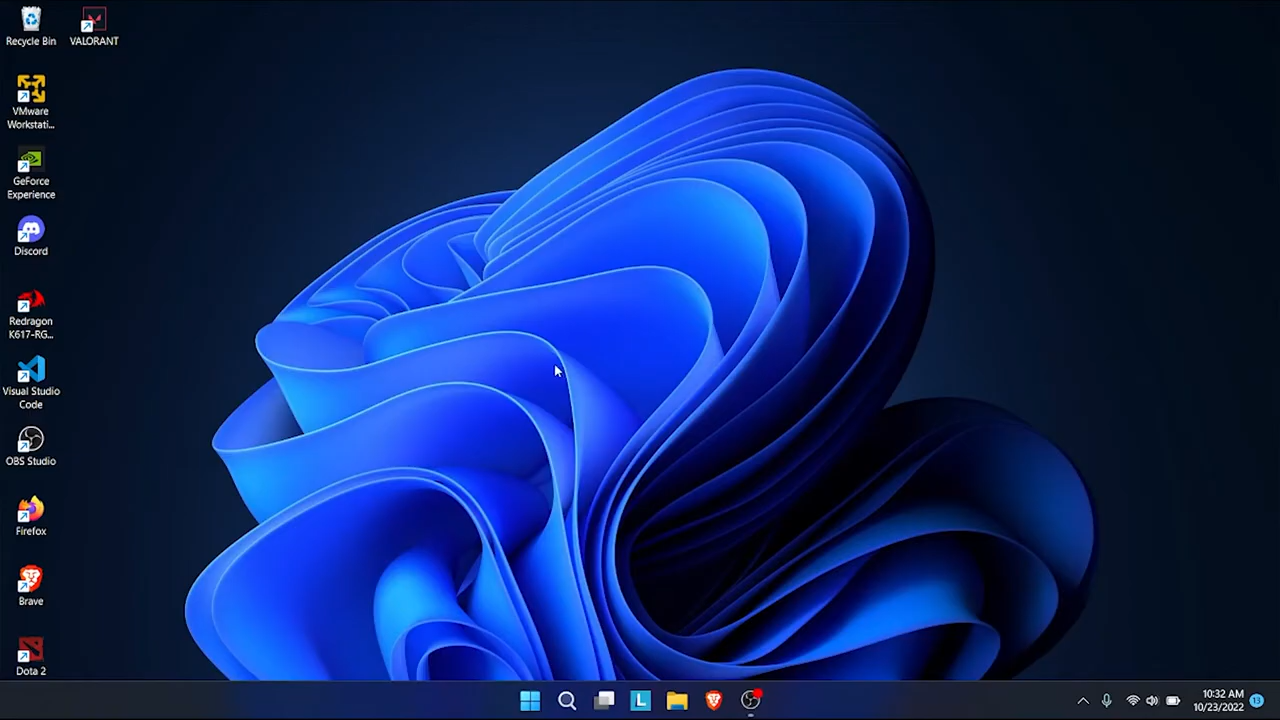 Recycle Bin
VALORANT
VMware
Workstati...
GeForce
Experience
Discord
Redragon
K617-RG...
Visual Studio
Code
OBS Studio
Firefox
Brave
Dota 2
L
10:32 AM
10/23/2022
13